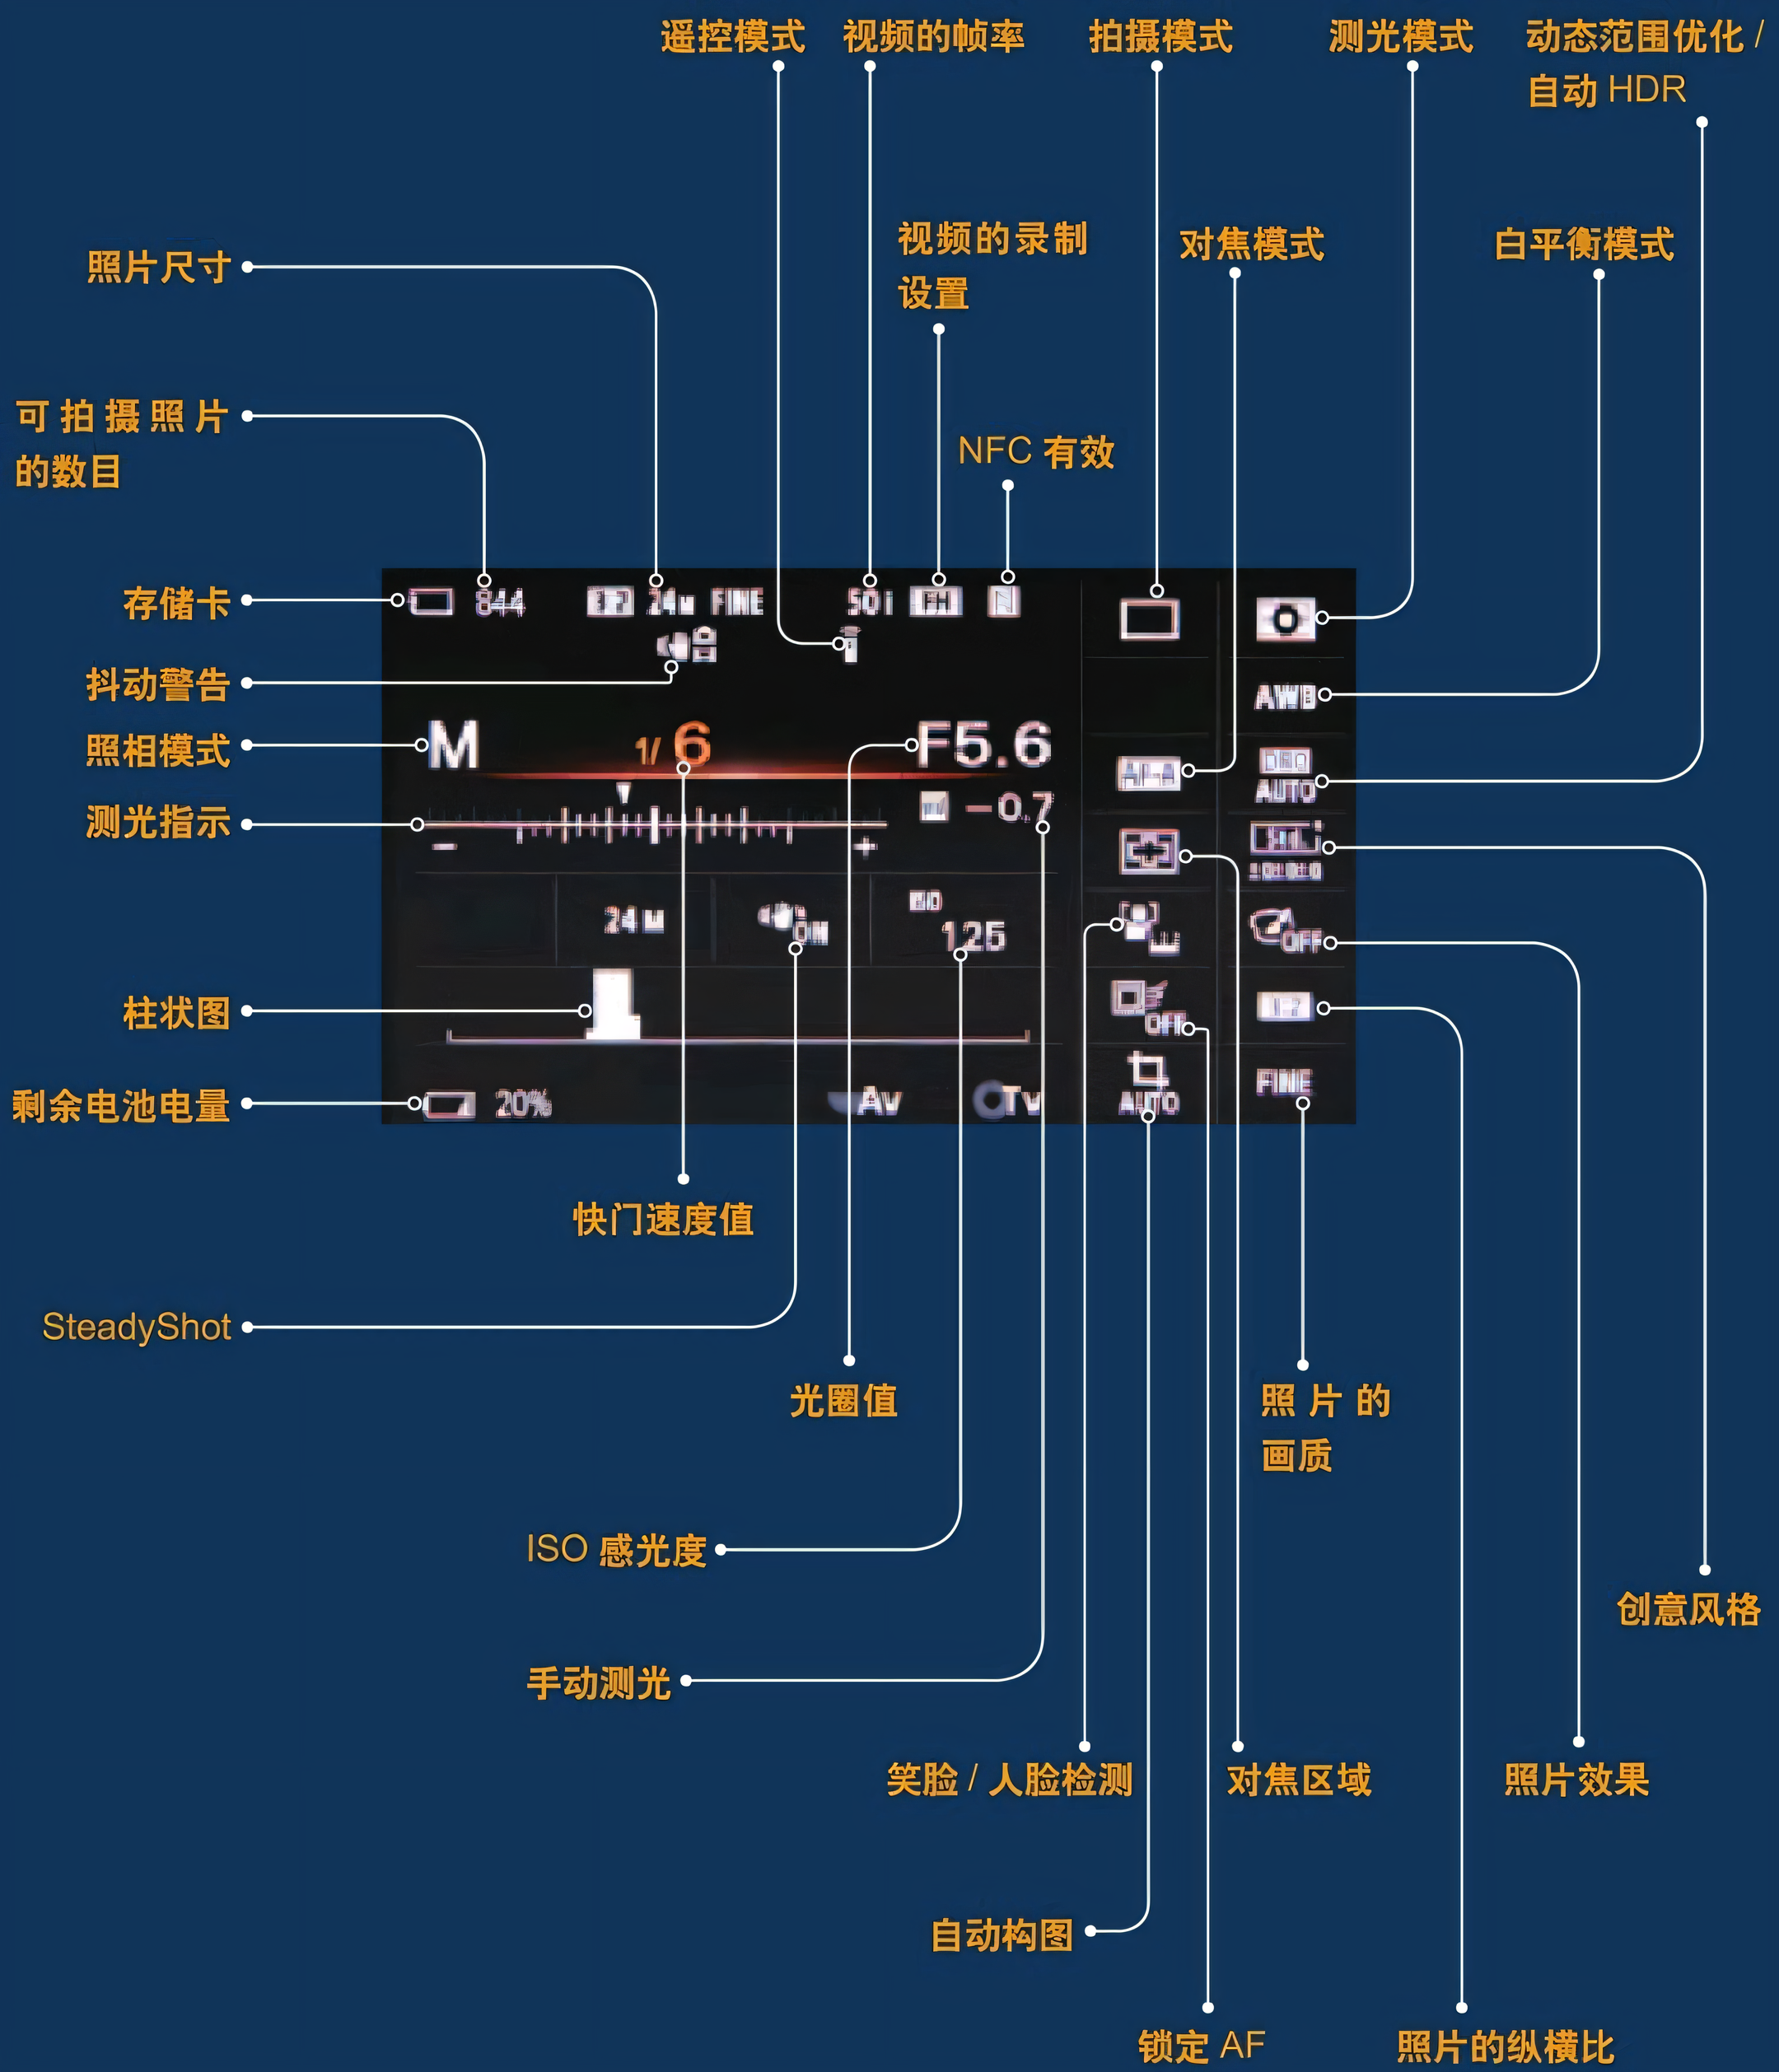 遥控模式
视频的帧率
拍摄模式
测光模式
动态范围优化 /
自动 HDR
照片尺寸
视频的录制
设置
对焦模式
白平衡模式
可拍摄照片
的数目
NFC 有效
存储卡
844
24M FINE
50i
抖动警告
AWB
照相模式
M
1/ 6
F5.6
AUTO
测光指示
-0.7
24M
ON
125
OFF
柱状图
OFF
剩余电池电量
20%
Av
Tv
AUTO
FINE
快门速度值
SteadyShot
光圈值
照片的
画质
ISO 感光度
创意风格
手动测光
笑脸 / 人脸检测
对焦区域
照片效果
自动构图
锁定 AF
照片的纵横比